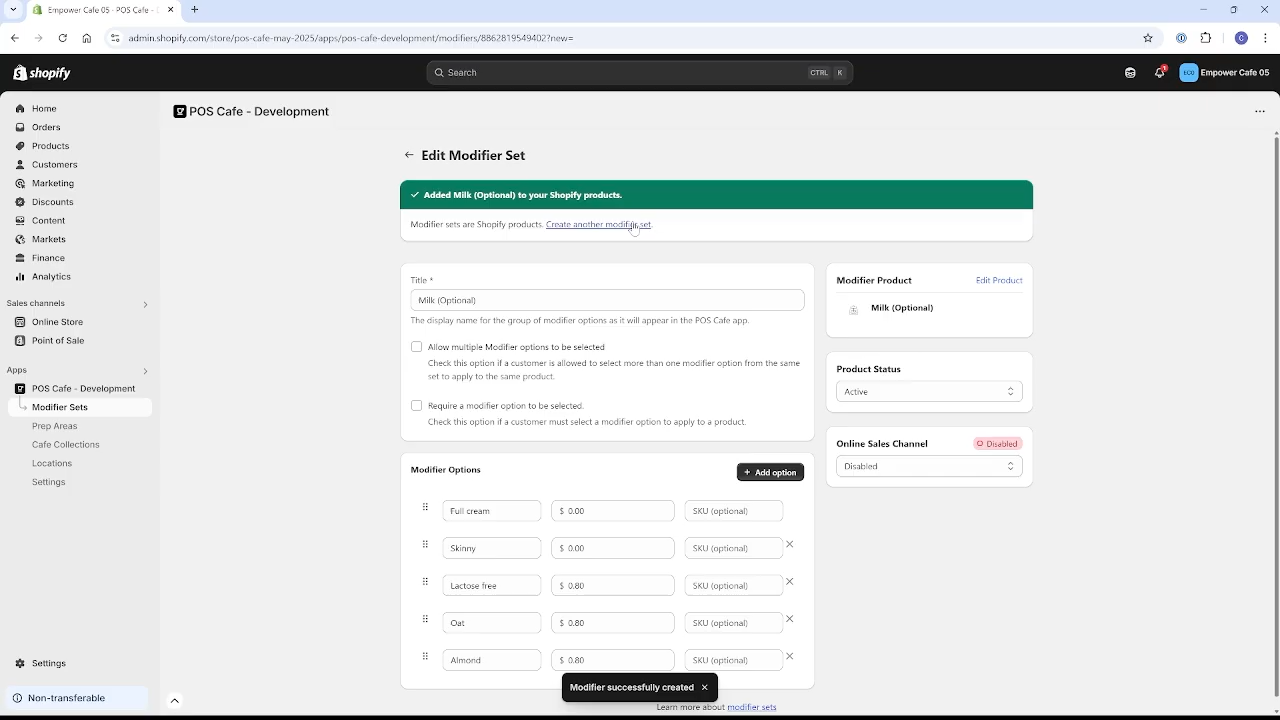 Empower Cafe 05 - POS Cafe - 
admin.shopify.com/store/pos-cafe-may-2025/apps/pos-cafe-development/modifiers/8862819549402?new=
shopify
Search
CTRL K
1
ECO
Empower Cafe 05
Home
Orders
Products
Customers
Marketing
Discounts
Content
Markets
Finance
Analytics
Sales channels
Online Store
Point of Sale
Apps
POS Cafe - Development
Modifier Sets
Prep Areas
Cafe Collections
Locations
Settings
Settings
Non-transferable
POS Cafe - Development
Edit Modifier Set
Added Milk (Optional) to your Shopify products.
Modifier sets are Shopify products. Create another modifier set.
Title *
Milk (Optional)
The display name for the group of modifier options as it will appear in the POS Cafe app.
Allow multiple Modifier options to be selected
Check this option if a customer is allowed to select more than one modifier option from the same
set to apply to the same product.
Require a modifier option to be selected.
Check this option if a customer must select a modifier option to apply to a product.
Modifier Options
+ Add option
Full cream $ 0.00 SKU (optional)
Skinny $ 0.00 SKU (optional)
Lactose free $ 0.80 SKU (optional)
Oat $ 0.80 SKU (optional)
Almond $ 0.80 SKU (optional)
Modifier Product Edit Product
Milk (Optional)
Product Status
Active
Online Sales Channel Disabled
Disabled
Modifier successfully created
Learn more about modifier sets